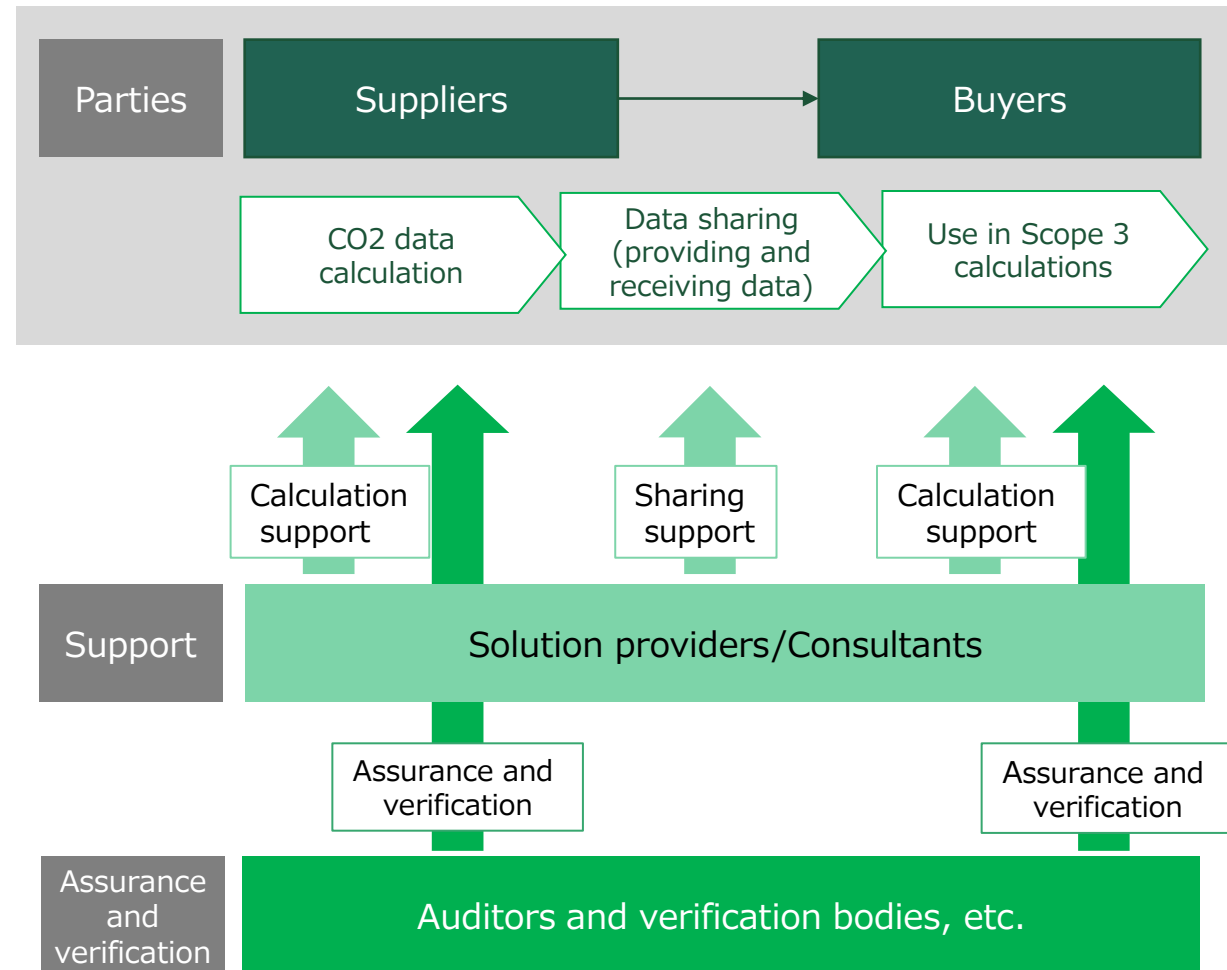 Parties
Suppliers
Buyers
CO2 data
calculation
Data sharing
(providing and
receiving data)
Use in Scope 3
calculations
Calculation
support
Sharing
support
Calculation
support
Support
Solution providers/Consultants
Assurance and
verification
Assurance and
verification
Assurance
and
verification
Auditors and verification bodies, etc.